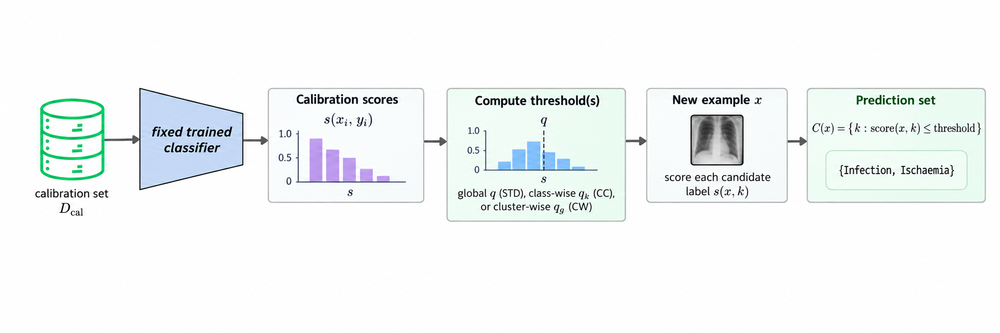 calibration set
D_cal
fixed trained
classifier
Calibration scores
s(x_i, y_i)
1.0
0.5
0
s
Compute threshold(s)
q
1.0
0.5
0
s
global q (STD), class-wise q_k (CC),
or cluster-wise q_g (CW)
New example x
score each candidate
label s(x, k)
Prediction set
C(x) = {k : score(x, k) ≤ threshold}
{Infection, Ischaemia}